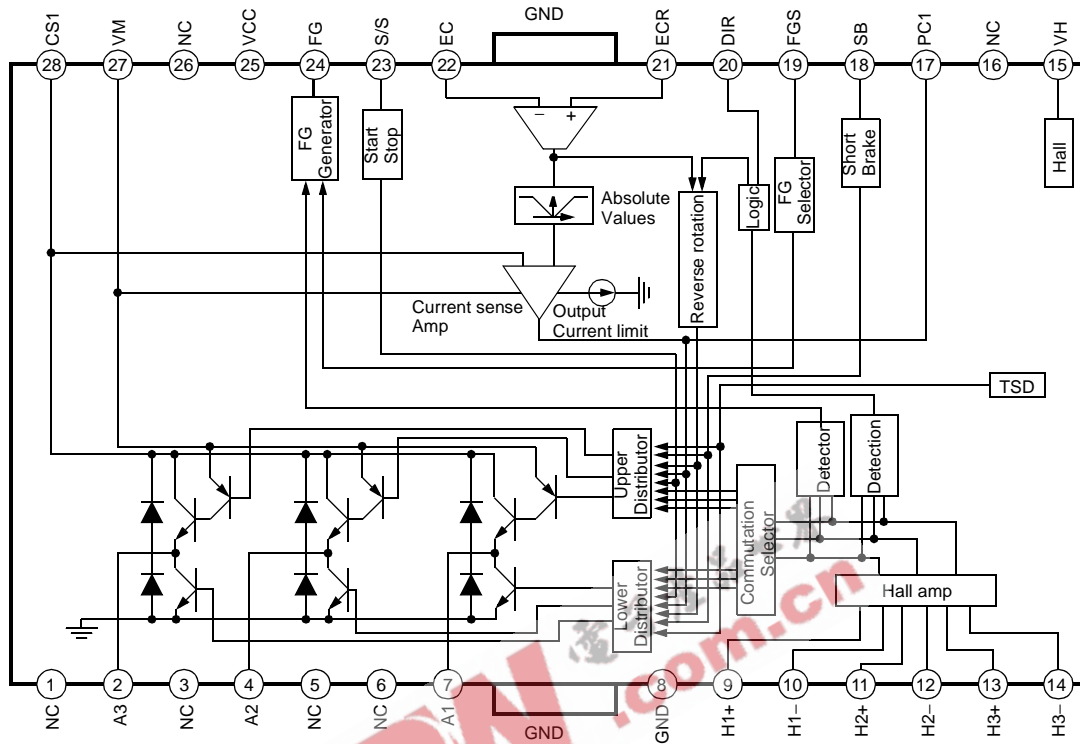 GND
CS1
VM
NC
VCC
FG
S/S
EC
ECR
DIR
FGS
SB
PC1
NC
VH
28
27
26
25
24
23
22
21
20
19
18
17
16
15
FG
Generator
Start
Stop
− +
Short
Brake
Hall
FG
Selector
Logic
Absolute
Values
Reverse rotation
Current sense
Amp
Output
Current limit
TSD
Upper
Distributor
Detector
Detection
Commutation
Selector
Lower
Distributor
Hall amp
.com.cn
1
2
3
4
5
6
7
8
9
10
11
12
13
14
NC
A3
NC
A2
NC
NC
A1
GND
GND
H1+
H1−
H2+
H2−
H3+
H3−